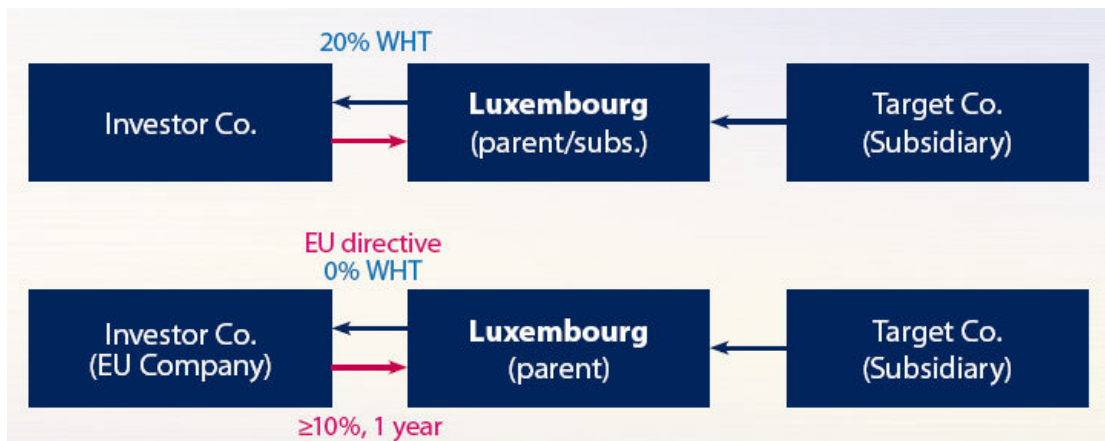 20% WHT
Investor Co.
Luxembourg
(parent/subs.)
Target Co.
(Subsidiary)
EU directive
0% WHT
Investor Co.
(EU Company)
Luxembourg
(parent)
Target Co.
(Subsidiary)
≥10%, 1 year